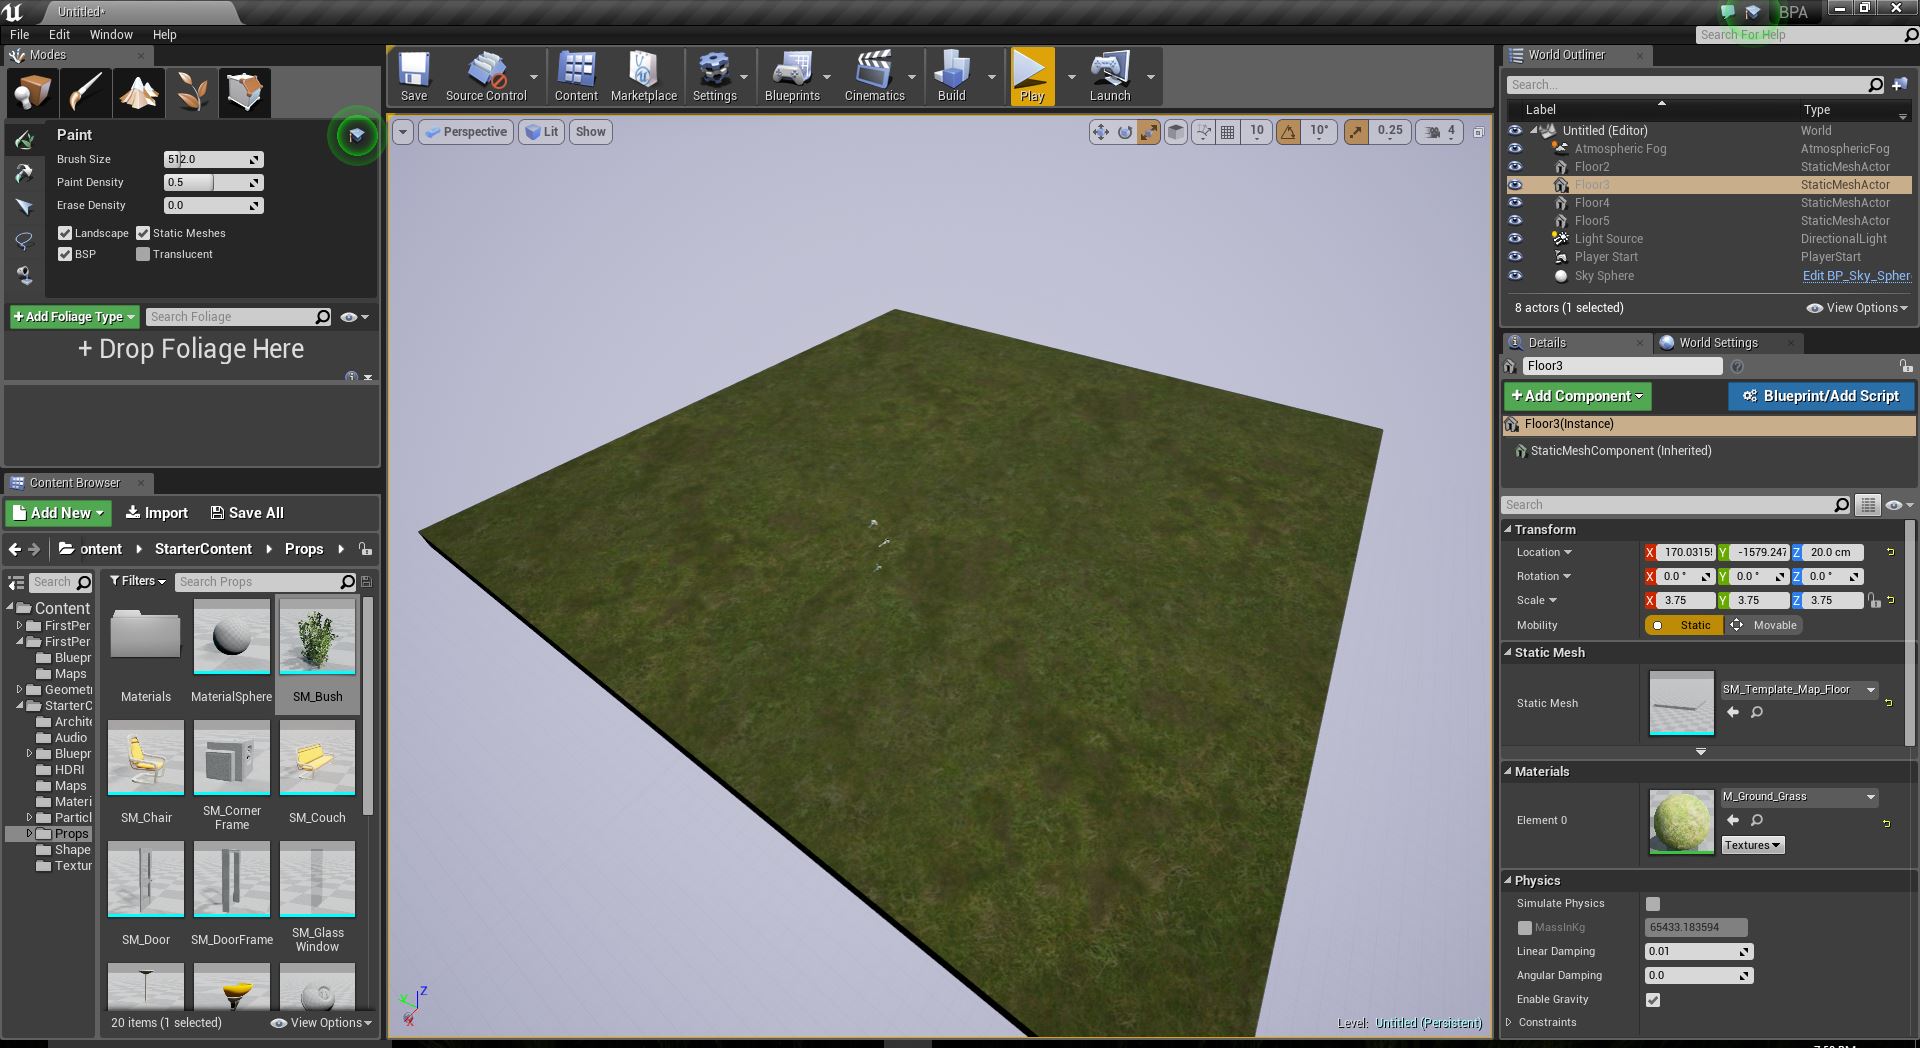 Untitled*
BPA
File Edit Window Help
Search For Help
Modes
Paint
Brush Size 512.0
Paint Density 0.5
Erase Density 0.0
Landscape Static Meshes
BSP Translucent
Add Foliage Type Search Foliage
+ Drop Foliage Here
Content Browser
Add New Import Save All
ontent StarterContent Props
Search
Content
FirstPer
FirstPer
Bluepr
Maps
Geomet
StarterC
Archite
Audio
Bluepr
HDRI
Maps
Materi
Particl
Props
Shape
Textur
Filters Search Props
Materials MaterialSphere SM_Bush
SM_Chair SM_Corner Frame SM_Couch
SM_Door SM_DoorFrame SM_Glass Window
20 items (1 selected) View Options
Save Source Control Content Marketplace Settings Blueprints Cinematics Build Play Launch
Perspective Lit Show
10 10° 0.25 4
Z
Y
X
Level: Untitled (Persistent)
World Outliner
Search...
Label Type
Untitled (Editor) World
Atmospheric Fog AtmosphericFog
Floor2 StaticMeshActor
Floor3 StaticMeshActor
Floor4 StaticMeshActor
Floor5 StaticMeshActor
Light Source DirectionalLight
Player Start PlayerStart
Sky Sphere Edit BP_Sky_Spher
8 actors (1 selected) View Options
Details World Settings
Floor3
+ Add Component Blueprint/Add Script
Floor3(Instance)
StaticMeshComponent (Inherited)
Search
Transform
Location X 170.0315 Y -1579.247 Z 20.0 cm
Rotation X 0.0 ° Y 0.0 ° Z 0.0 °
Scale X 3.75 Y 3.75 Z 3.75
Mobility Static Movable
Static Mesh
Static Mesh SM_Template_Map_Floor
Materials
Element 0 M_Ground_Grass
Textures
Physics
Simulate Physics
MassInKg 65433.183594
Linear Damping 0.01
Angular Damping 0.0
Enable Gravity
Constraints